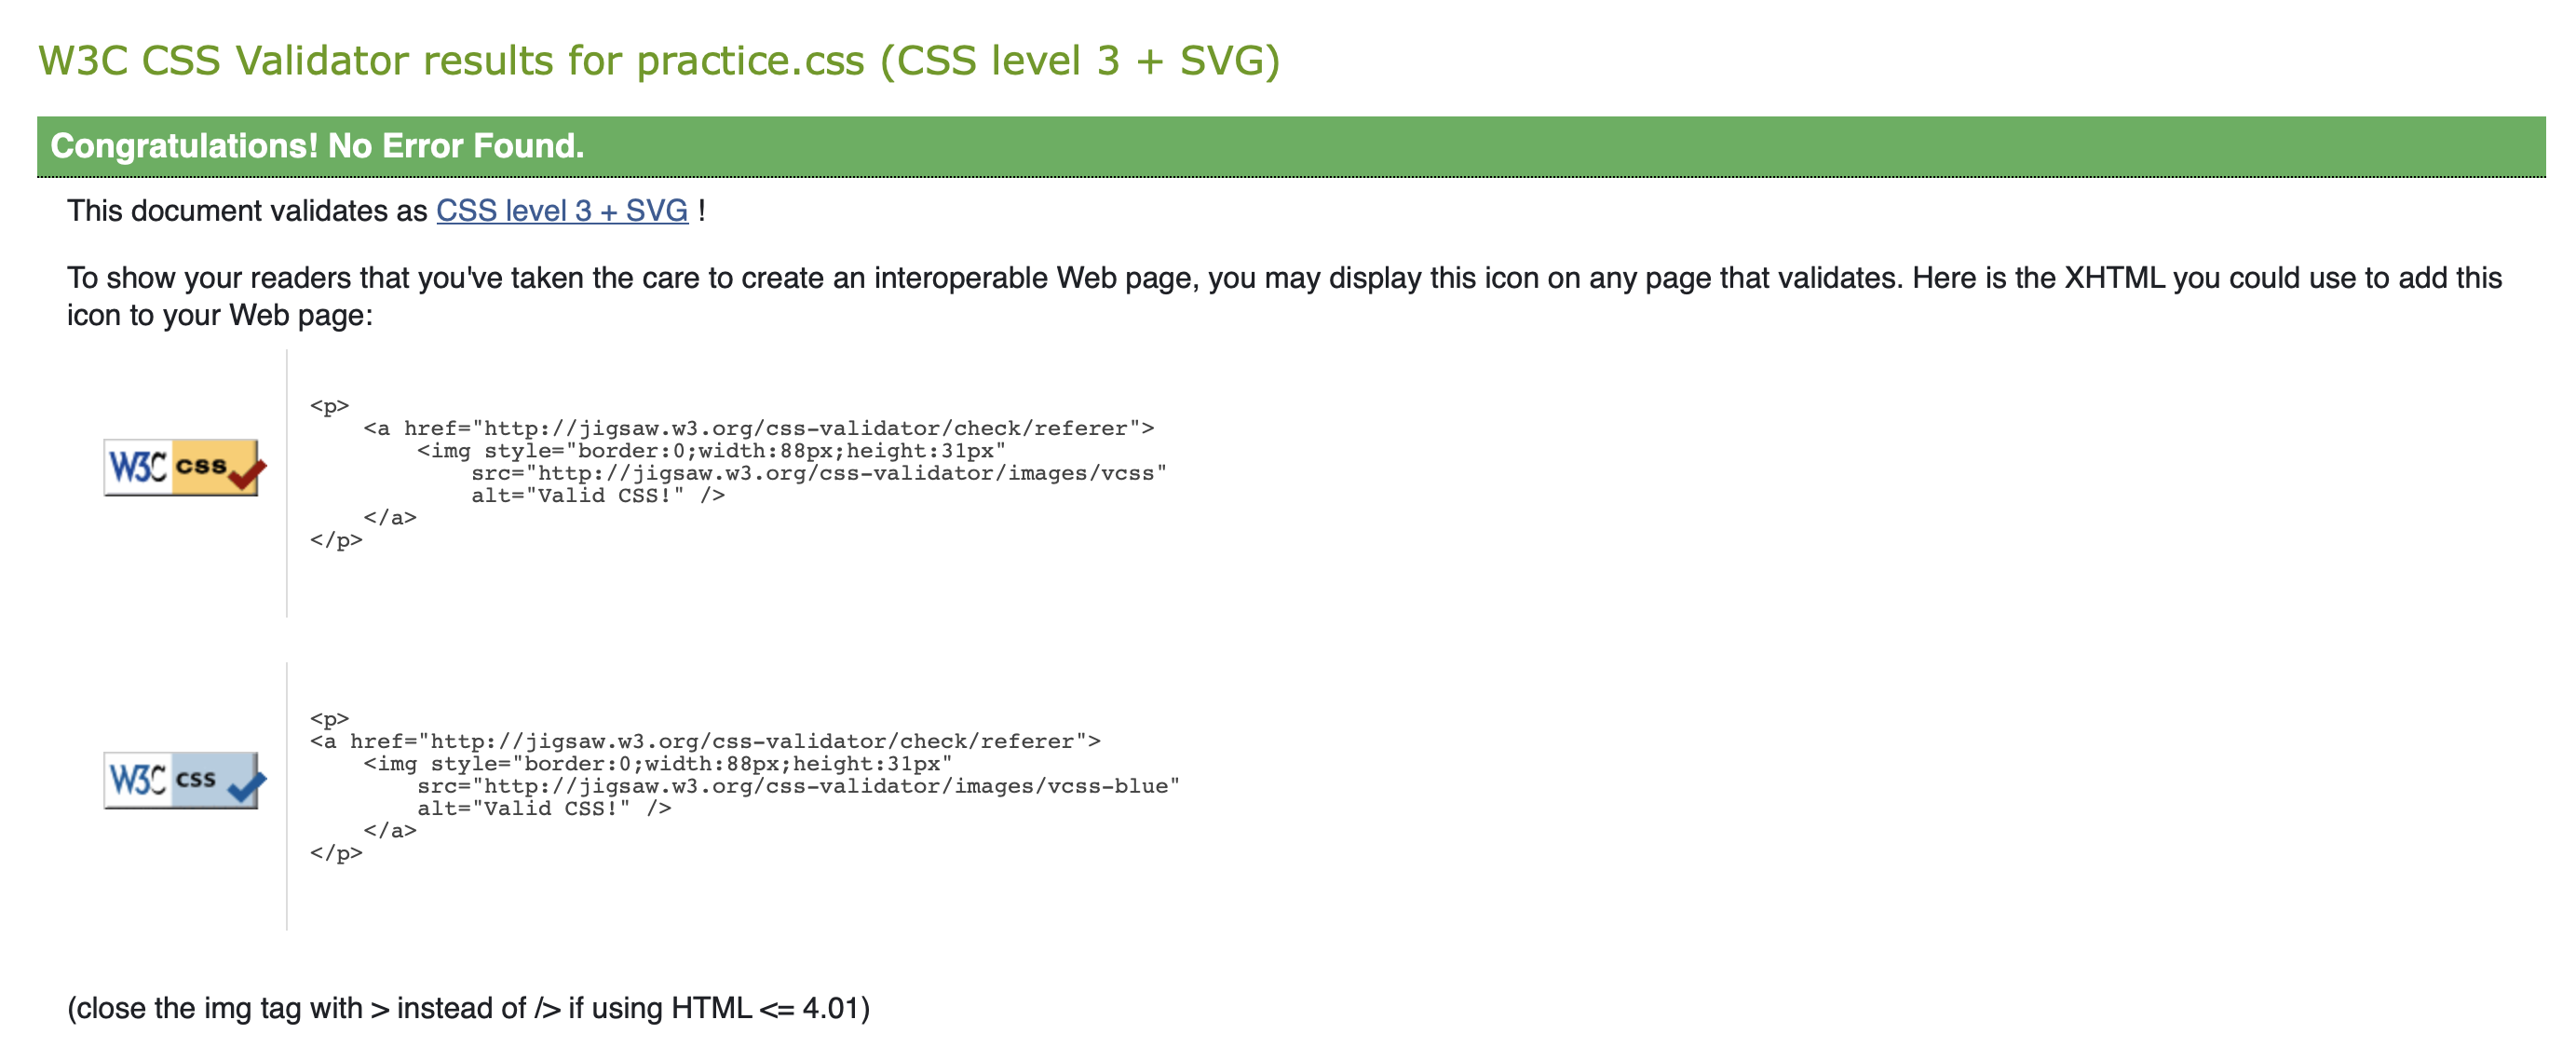 W3C CSS Validator results for practice.css (CSS level 3 + SVG)
Congratulations! No Error Found.
This document validates as CSS level 3 + SVG !
To show your readers that you've taken the care to create an interoperable Web page, you may display this icon on any page that validates. Here is the XHTML you could use to add this
icon to your Web page:
W3C css
<p>
    <a href="http://jigsaw.w3.org/css-validator/check/referer">
        <img style="border:0;width:88px;height:31px"
            src="http://jigsaw.w3.org/css-validator/images/vcss"
            alt="Valid CSS!" />
    </a>
</p>
W3C css
<p>
<a href="http://jigsaw.w3.org/css-validator/check/referer">
    <img style="border:0;width:88px;height:31px"
        src="http://jigsaw.w3.org/css-validator/images/vcss-blue"
        alt="Valid CSS!" />
    </a>
</p>
(close the img tag with > instead of /> if using HTML <= 4.01)